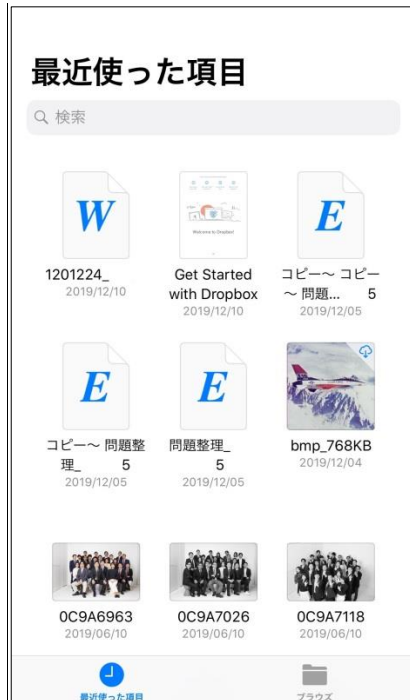 最近使った項目
検索
W
E
1201224_
2019/12/10
Get Started
with Dropbox
2019/12/10
コピー〜 コピー
〜 問題... 5
2019/12/05
Welcome to Dropbox!
E
E
コピー〜 問題整
理_ 5
2019/12/05
問題整理_
5
2019/12/05
bmp_768KB
2019/12/04
0C9A6963
2019/06/10
0C9A7026
2019/06/10
0C9A7118
2019/06/10
最近使った項目
ブラウズ